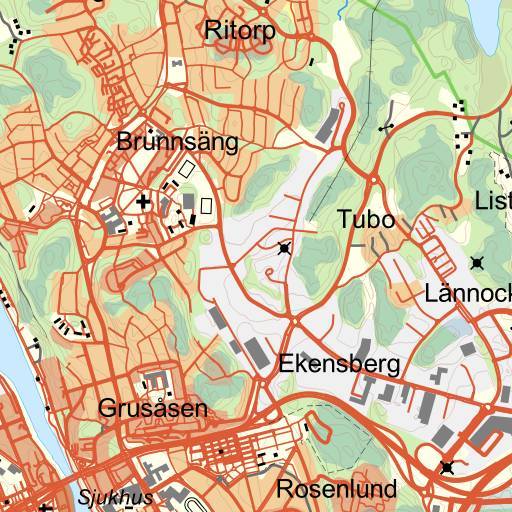 Ritorp
Brunnsäng
List
Tubo
Lännock
Ekensberg
Grusåsen
Rosenlund
Sjukhus